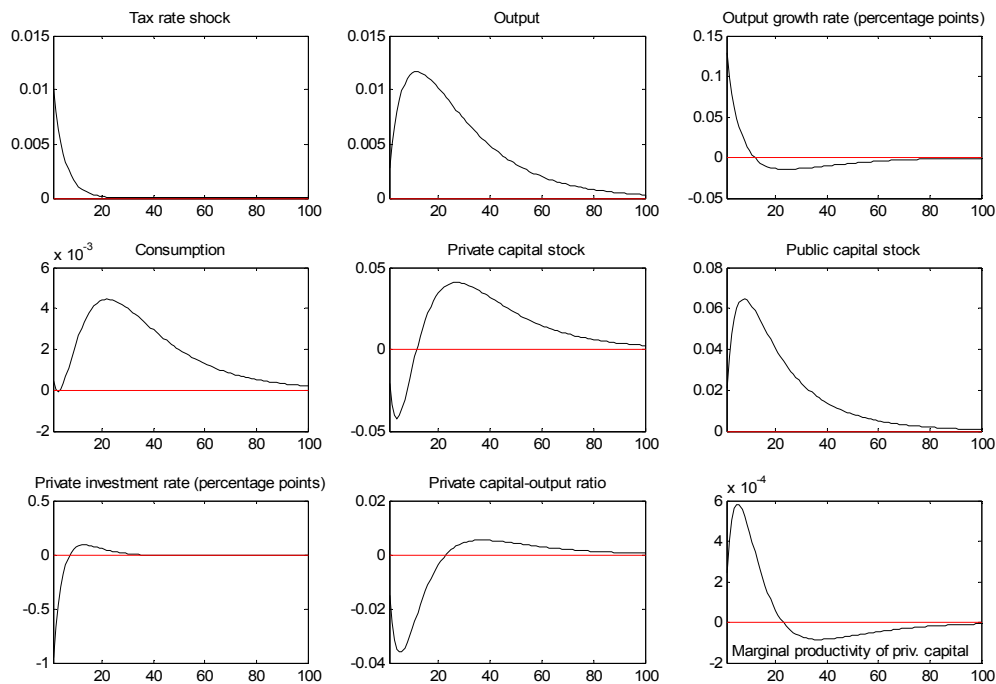 Tax rate shock
0.015
0.01
0.005
0
20 40 60 80 100
Output
0.015
0.01
0.005
0
20 40 60 80 100
Output growth rate (percentage points)
0.15
0.1
0.05
0
-0.05
20 40 60 80 100
Consumption
x 10-3
6
4
2
0
-2
20 40 60 80 100
Private capital stock
0.05
0
-0.05
20 40 60 80 100
Public capital stock
0.08
0.06
0.04
0.02
0
20 40 60 80 100
Private investment rate (percentage points)
0.5
0
-0.5
-1
20 40 60 80 100
Private capital-output ratio
0.02
0
-0.02
-0.04
20 40 60 80 100
x 10-4
6
4
2
0
-2
Marginal productivity of priv. capital
20 40 60 80 100